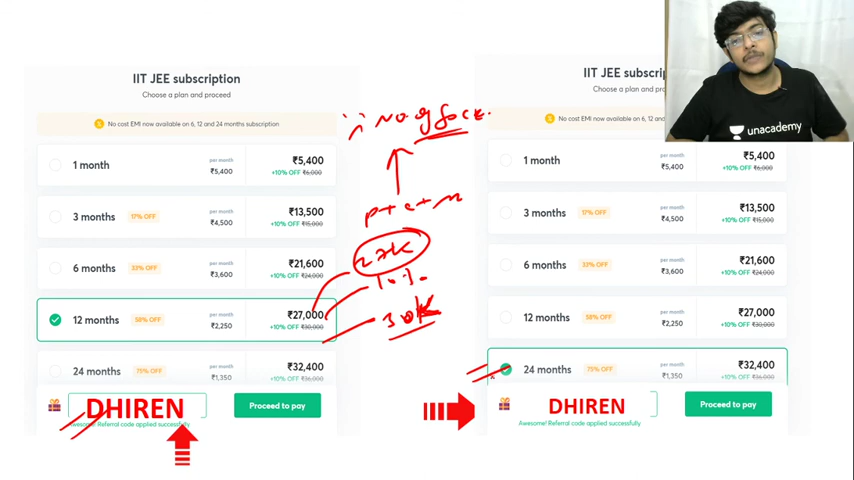 IIT JEE subscription
Choose a plan and proceed
No cost EMI now available on 6, 12 and 24 months subscription
1 month
per month
₹5,400
₹5,400
+10% OFF ₹6,000
3 months 17% OFF
per month
₹4,500
₹13,500
+10% OFF ₹15,000
6 months 33% OFF
per month
₹3,600
₹21,600
+10% OFF ₹24,000
12 months 58% OFF
per month
₹2,250
₹27,000
+10% OFF ₹30,000
24 months 75% OFF
per month
₹1,350
₹32,400
+10% OFF ₹36,000
DHIREN
Awesome! Referral code applied successfully
Proceed to pay
P + C + M
27K
10%
30K
IIT JEE
Choose a
No cost EMI now available on 6, 12
1 month
per month
₹5,400
₹5,400
+10% OFF ₹6,000
3 months 17% OFF
per month
₹4,500
₹13,500
+10% OFF ₹15,000
6 months 33% OFF
per month
₹3,600
₹21,600
+10% OFF ₹24,000
12 months 58% OFF
per month
₹2,250
₹27,000
+10% OFF ₹30,000
24 months 75% OFF
per month
₹1,350
₹32,400
+10% OFF ₹36,000
DHIREN
Awesome! Referral code applied successfully
Proceed to pay
unacademy